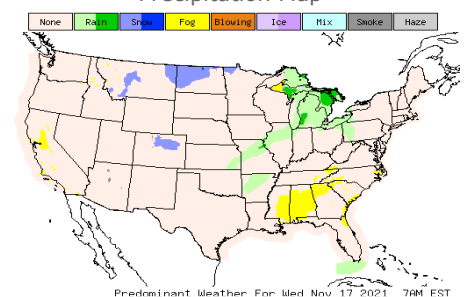 Precipitation Map
None Rain Snow Fog Blowing Ice Mix Smoke Haze
Predominant Weather For Wed Nov 17 2021 7AM EST